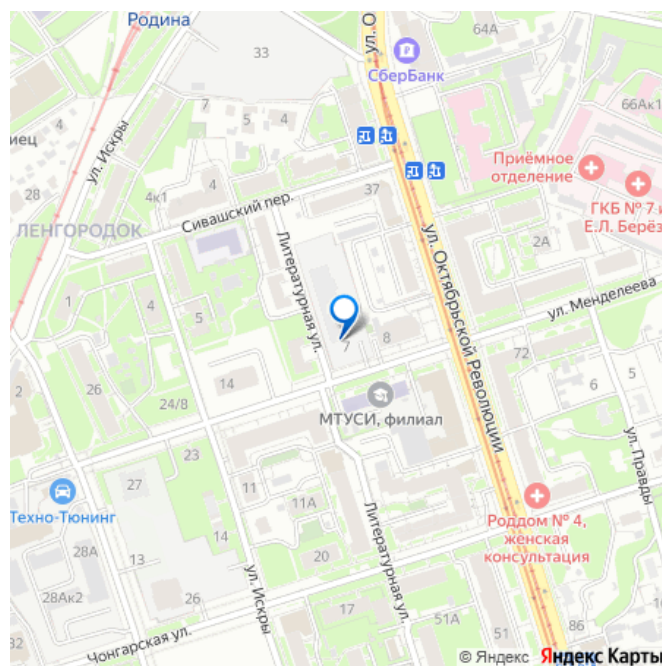 Родина
ул. О
64А
33
СберБанк
66Ак1
7
5
4
5
иец
4
ул. Искры
28
4к1
4
37
Приёмное
отделение
ГКБ № 7 и
Е.Л. Берёз
Сивашский пер.
ЛЕНГОРОДОК
2А
ул. Октябрьской Революции
Литературная ул.
ул. Менделеева
1
4
5
7
8
72
2
26
14
6
5
24/8
МТУСИ, филиал
23
27
11
11А
ул. Правды
Техно-Тюнинг
Роддом № 4,
женская
консультация
28А
14
13
20
Литературная ул.
ул. Искры
28Ак2
26
17
51А
32
Чонгарская ул.
51
86
© Яндекс Яндекс Карты